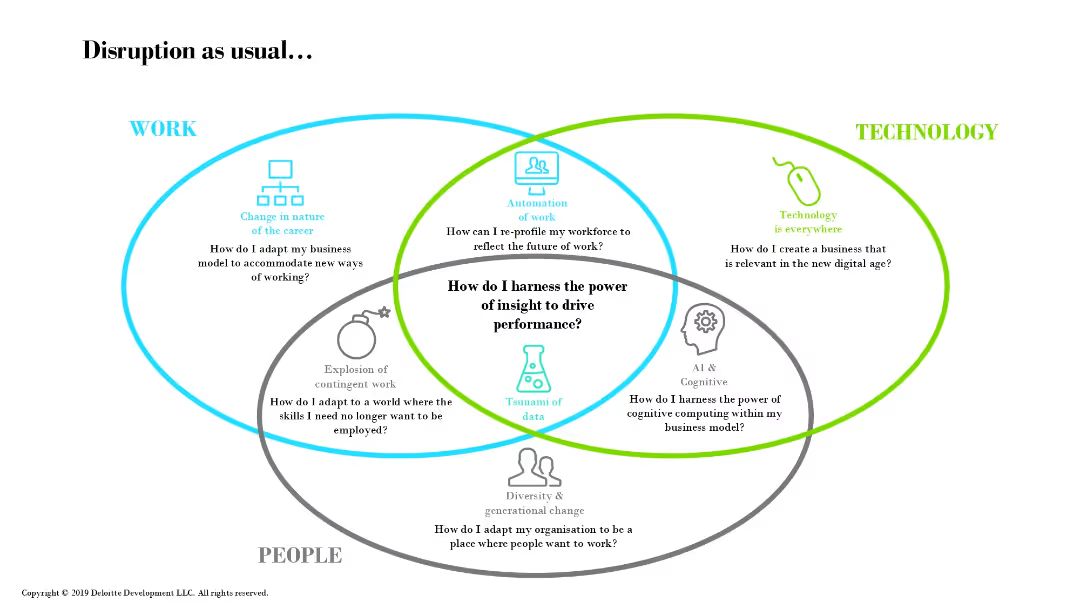 Disruption as usual...
WORK
TECHNOLOGY
Change in nature
of the career
How do I adapt my business
model to accommodate new ways
of working?
Automation
of work
How can I re-profile my workforce to
reflect the future of work?
Technology
is everywhere
How do I create a business that
is relevant in the new digital age?
How do I harness the power
of insight to drive
performance?
Tsunami of
data
Explosion of
contingent work
How do I adapt to a world where the
skills I need no longer want to be
employed?
AI &
Cognitive
How do I harness the power of
cognitive computing within my
business model?
Diversity &
generational change
How do I adapt my organisation to be a
place where people want to work?
PEOPLE
Copyright © 2019 Deloitte Development LLC. All rights reserved.